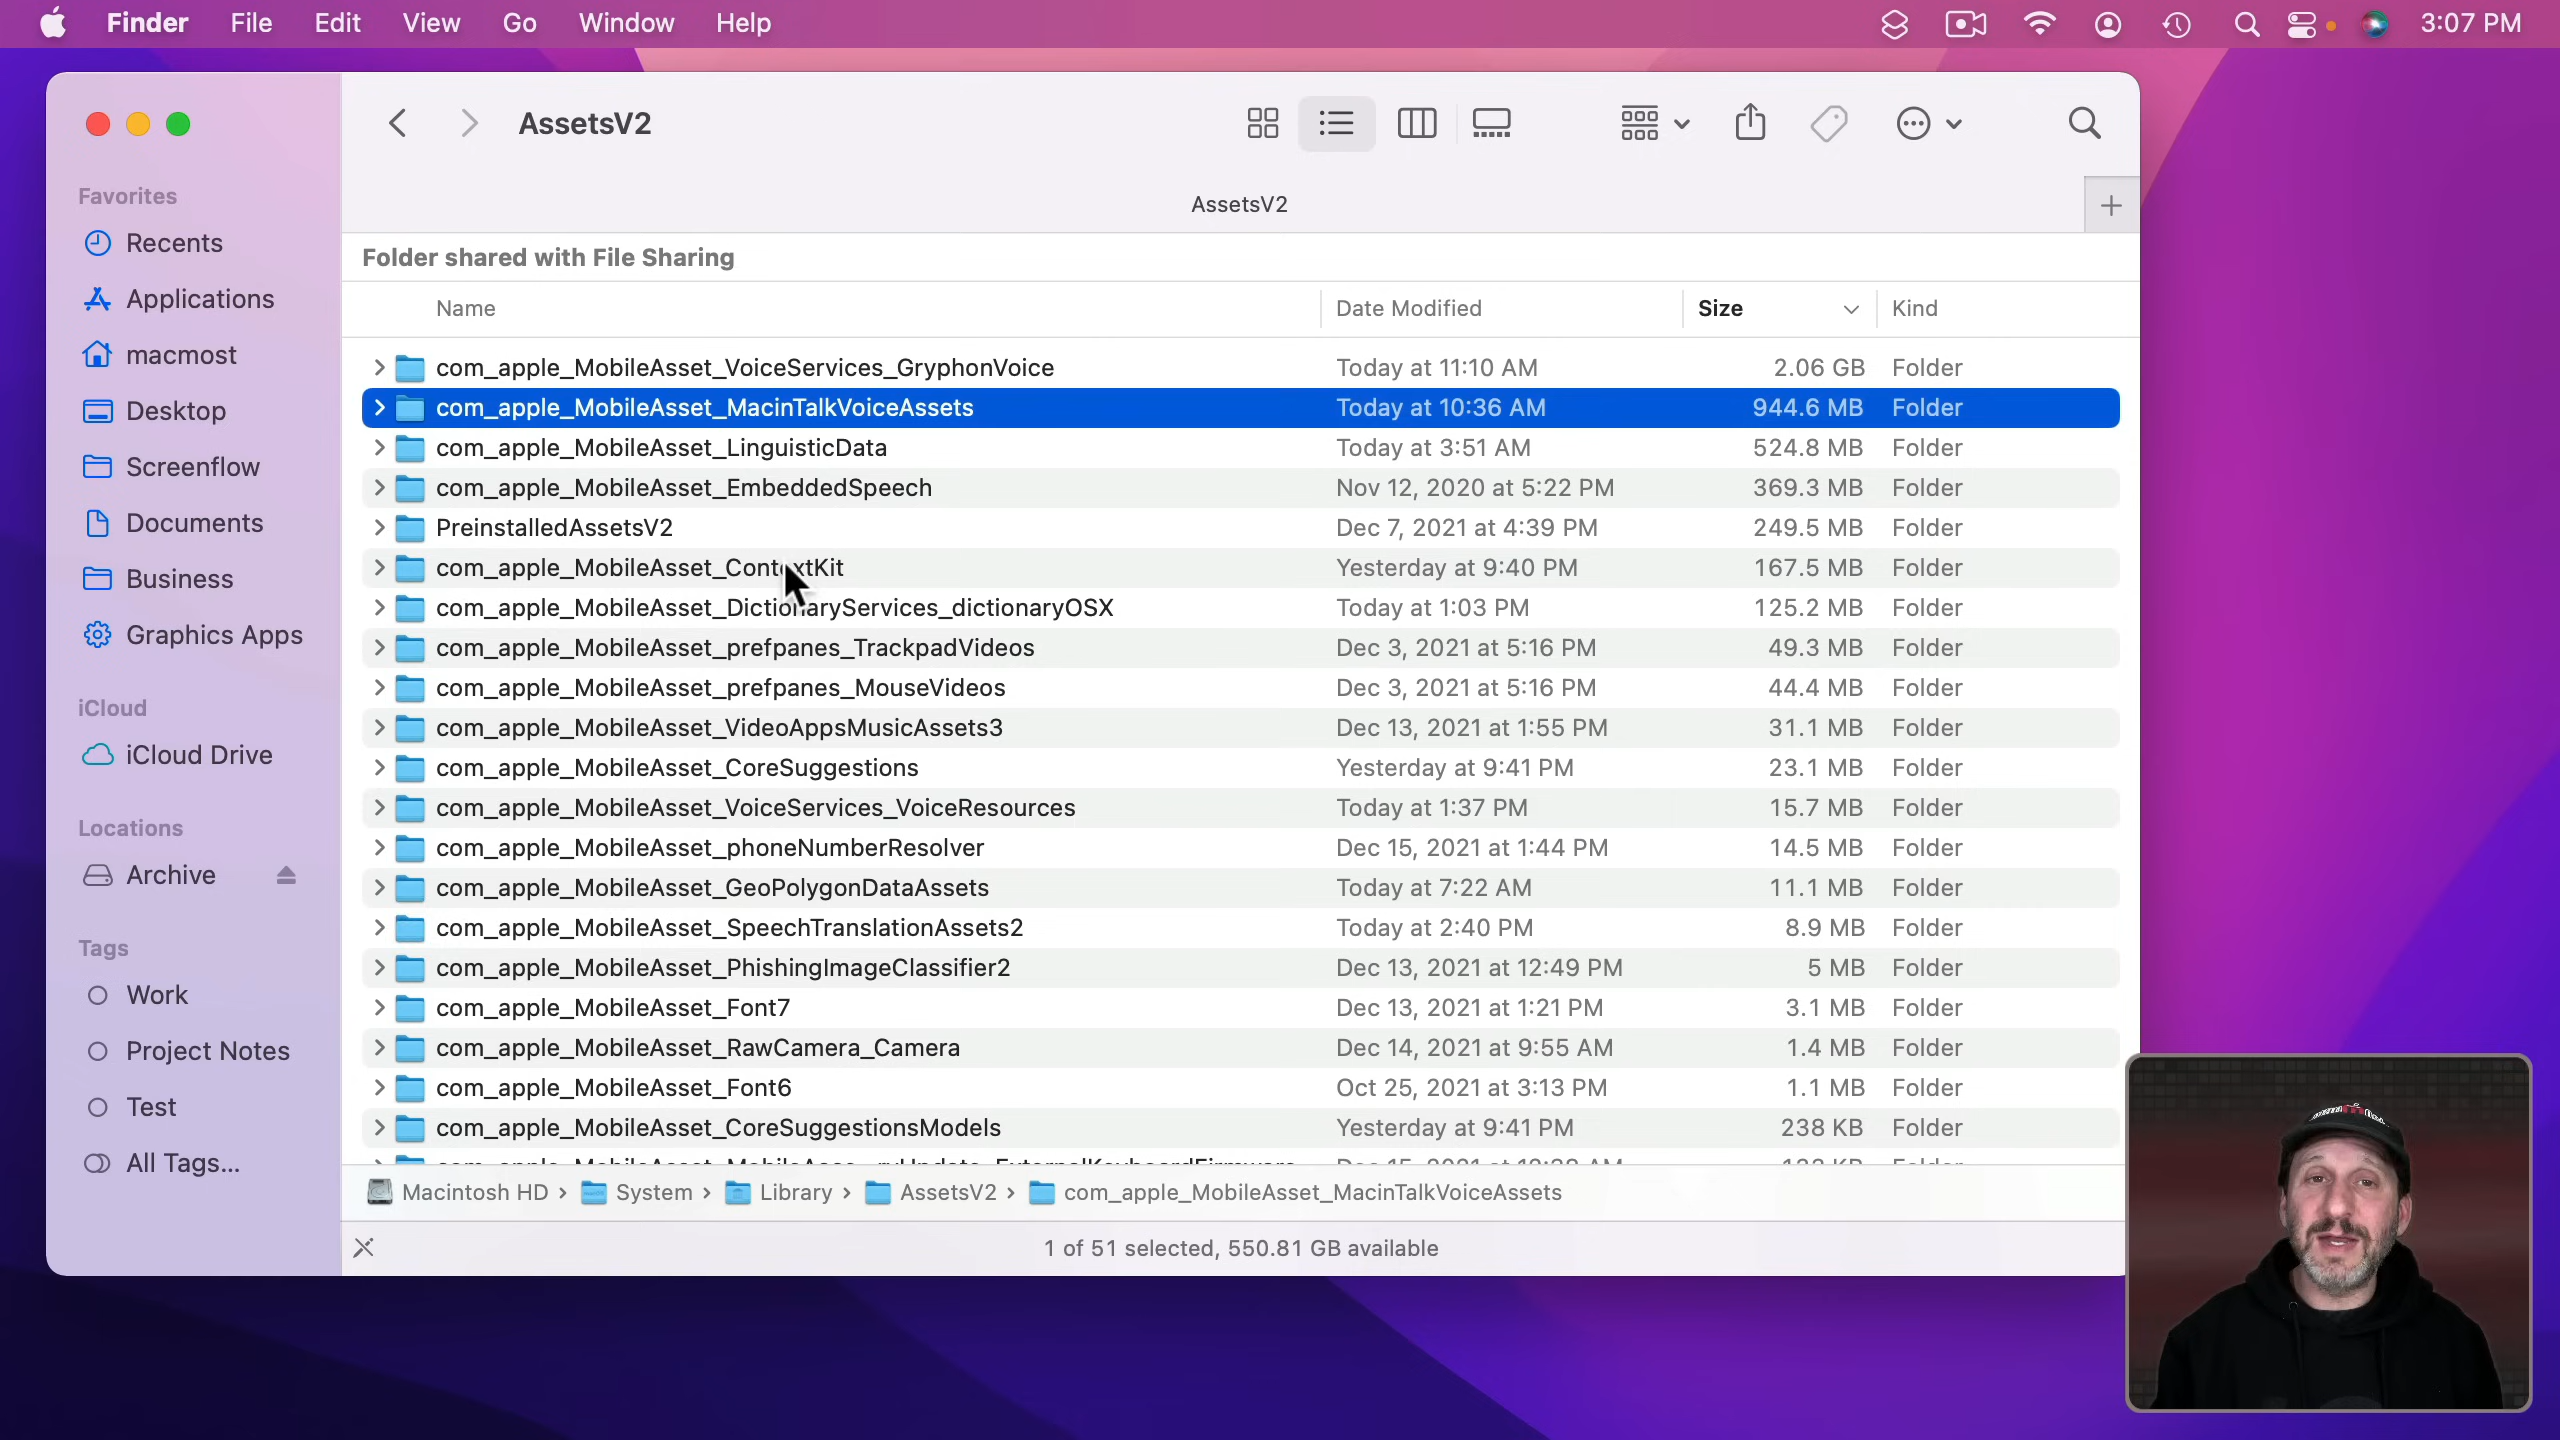 Finder File Edit View Go Window Help 3:07 PM
AssetsV2
Favorites
Recents
Applications
macmost
Desktop
Screenflow
Documents
Business
Graphics Apps
iCloud
iCloud Drive
Locations
Archive
Tags
Work
Project Notes
Test
All Tags...
AssetsV2
Folder shared with File Sharing
Name Date Modified Size Kind
com_apple_MobileAsset_VoiceServices_GryphonVoice Today at 11:10 AM 2.06 GB Folder
com_apple_MobileAsset_MacinTalkVoiceAssets Today at 10:36 AM 944.6 MB Folder
com_apple_MobileAsset_LinguisticData Today at 3:51 AM 524.8 MB Folder
com_apple_MobileAsset_EmbeddedSpeech Nov 12, 2020 at 5:22 PM 369.3 MB Folder
PreinstalledAssetsV2 Dec 7, 2021 at 4:39 PM 249.5 MB Folder
com_apple_MobileAsset_ContextKit Yesterday at 9:40 PM 167.5 MB Folder
com_apple_MobileAsset_DictionaryServices_dictionaryOSX Today at 1:03 PM 125.2 MB Folder
com_apple_MobileAsset_prefpanes_TrackpadVideos Dec 3, 2021 at 5:16 PM 49.3 MB Folder
com_apple_MobileAsset_prefpanes_MouseVideos Dec 3, 2021 at 5:16 PM 44.4 MB Folder
com_apple_MobileAsset_VideoAppsMusicAssets3 Dec 13, 2021 at 1:55 PM 31.1 MB Folder
com_apple_MobileAsset_CoreSuggestions Yesterday at 9:41 PM 23.1 MB Folder
com_apple_MobileAsset_VoiceServices_VoiceResources Today at 1:37 PM 15.7 MB Folder
com_apple_MobileAsset_phoneNumberResolver Dec 15, 2021 at 1:44 PM 14.5 MB Folder
com_apple_MobileAsset_GeoPolygonDataAssets Today at 7:22 AM 11.1 MB Folder
com_apple_MobileAsset_SpeechTranslationAssets2 Today at 2:40 PM 8.9 MB Folder
com_apple_MobileAsset_PhishingImageClassifier2 Dec 13, 2021 at 12:49 PM 5 MB Folder
com_apple_MobileAsset_Font7 Dec 13, 2021 at 1:21 PM 3.1 MB Folder
com_apple_MobileAsset_RawCamera_Camera Dec 14, 2021 at 9:55 AM 1.4 MB Folder
com_apple_MobileAsset_Font6 Oct 25, 2021 at 3:13 PM 1.1 MB Folder
com_apple_MobileAsset_CoreSuggestionsModels Yesterday at 9:41 PM 238 KB Folder
Macintosh HD › System › Library › AssetsV2 › com_apple_MobileAsset_MacinTalkVoiceAssets
1 of 51 selected, 550.81 GB available